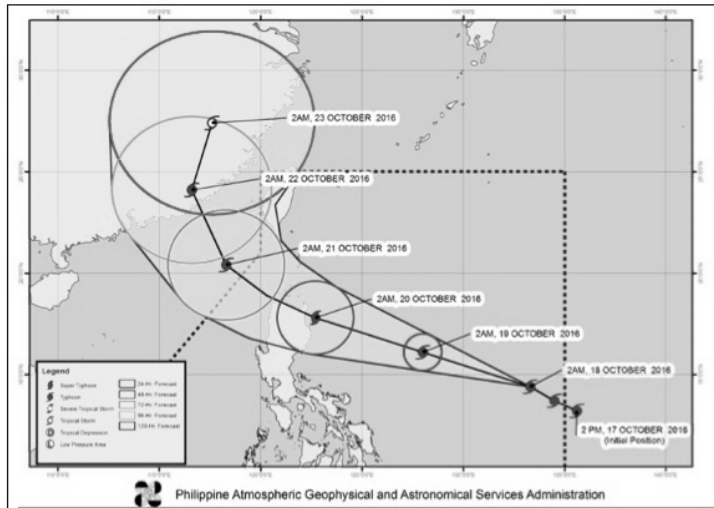 2AM, 23 OCTOBER 2016
2AM, 22 OCTOBER 2016
2AM, 21 OCTOBER 2016
2AM, 20 OCTOBER 2016
2AM, 19 OCTOBER 2016
2AM, 18 OCTOBER 2016
2 PM, 17 OCTOBER 2016
(Initial Position)
Legend
Super Typhoon
Typhoon
Severe Tropical Storm
Tropical Storm
Tropical Depression
Low Pressure Area
24-Hr. Forecast
48-Hr. Forecast
72-Hr. Forecast
96-Hr. Forecast
120-Hr. Forecast
Philippine Atmospheric Geophysical and Astronomical Services Administration